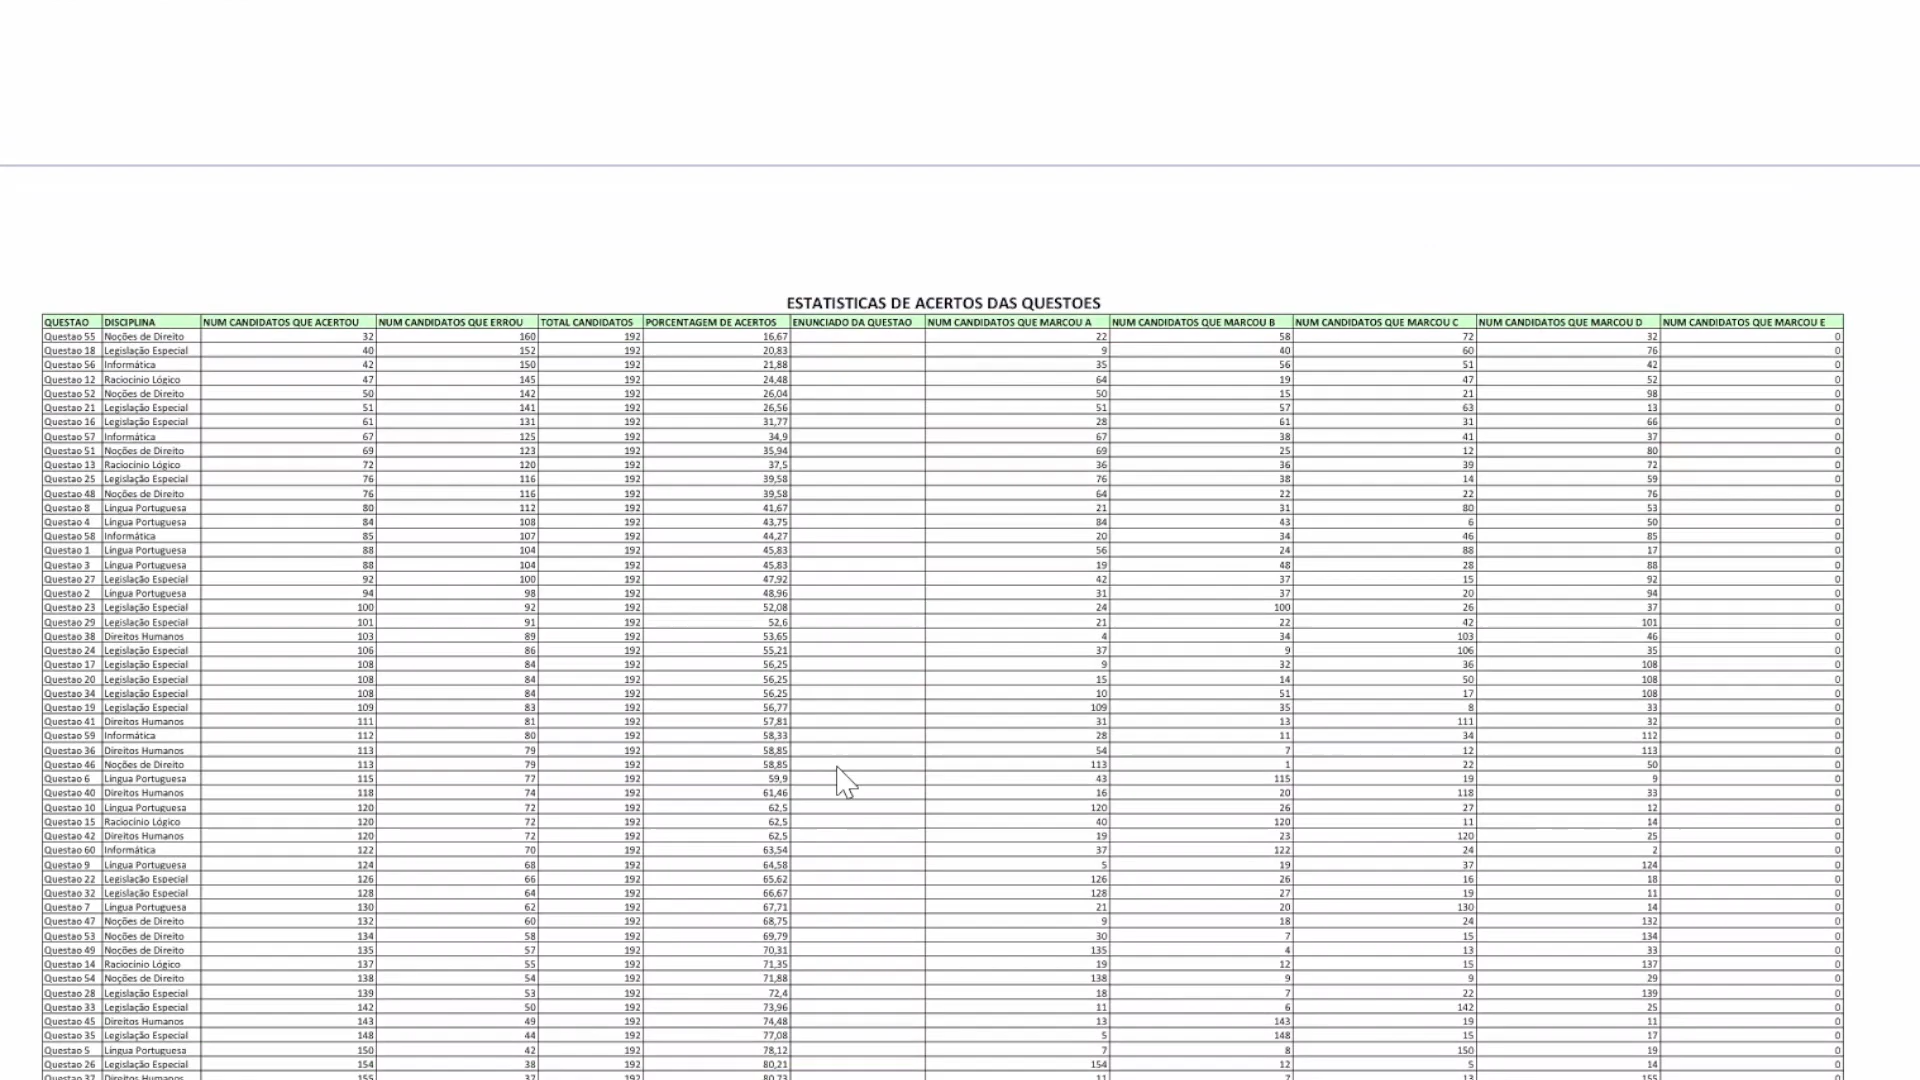 ESTATISTICAS DE ACERTOS DAS QUESTOES
QUESTAO DISCIPLINA NUM CANDIDATOS QUE ACERTOU NUM CANDIDATOS QUE ERROU TOTAL CANDIDATOS PORCENTAGEM DE ACERTOS ENUNCIADO DA QUESTAO NUM CANDIDATOS QUE MARCOU A NUM CANDIDATOS QUE MARCOU B NUM CANDIDATOS QUE MARCOU C NUM CANDIDATOS QUE MARCOU D NUM CANDIDATOS QUE MARCOU E
Questao 55 Noções de Direito 32 160 192 16,67 22 58 72 32 0
Questao 18 Legislação Especial 40 152 192 20,83 9 40 60 76 0
Questao 56 Informática 42 150 192 21,88 35 56 51 42 0
Questao 12 Raciocínio Lógico 47 145 192 24,48 64 19 47 52 0
Questao 52 Noções de Direito 50 142 192 26,04 50 15 21 98 0
Questao 21 Legislação Especial 51 141 192 26,56 51 57 63 13 0
Questao 16 Legislação Especial 61 131 192 31,77 28 61 31 66 0
Questao 57 Informática 67 125 192 34,9 67 38 41 37 0
Questao 51 Noções de Direito 69 123 192 35,94 69 25 12 80 0
Questao 13 Raciocínio Lógico 72 120 192 37,5 36 36 39 72 0
Questao 25 Legislação Especial 76 116 192 39,58 76 38 14 59 0
Questao 48 Noções de Direito 76 116 192 39,58 64 22 22 76 0
Questao 8 Língua Portuguesa 80 112 192 41,67 21 31 80 53 0
Questao 4 Língua Portuguesa 84 108 192 43,75 84 43 6 50 0
Questao 58 Informática 85 107 192 44,27 20 34 46 85 0
Questao 1 Língua Portuguesa 88 104 192 45,83 56 24 88 17 0
Questao 3 Língua Portuguesa 88 104 192 45,83 19 48 28 88 0
Questao 27 Legislação Especial 92 100 192 47,92 42 37 15 92 0
Questao 2 Língua Portuguesa 94 98 192 48,96 31 37 20 94 0
Questao 23 Legislação Especial 100 92 192 52,08 24 100 26 37 0
Questao 29 Legislação Especial 101 91 192 52,6 21 22 42 101 0
Questao 38 Direitos Humanos 103 89 192 53,65 4 34 103 46 0
Questao 24 Legislação Especial 106 86 192 55,21 37 9 106 35 0
Questao 17 Legislação Especial 108 84 192 56,25 9 32 36 108 0
Questao 20 Legislação Especial 108 84 192 56,25 15 14 50 108 0
Questao 34 Legislação Especial 108 84 192 56,25 10 51 17 108 0
Questao 19 Legislação Especial 109 83 192 56,77 109 35 8 33 0
Questao 41 Direitos Humanos 111 81 192 57,81 31 13 111 32 0
Questao 59 Informática 112 80 192 58,33 28 11 34 112 0
Questao 36 Direitos Humanos 113 79 192 58,85 54 7 12 113 0
Questao 46 Noções de Direito 113 79 192 58,85 113 1 22 50 0
Questao 6 Língua Portuguesa 115 77 192 59,9 43 115 19 9 0
Questao 40 Direitos Humanos 118 74 192 61,46 16 20 118 33 0
Questao 10 Língua Portuguesa 120 72 192 62,5 120 26 27 12 0
Questao 15 Raciocínio Lógico 120 72 192 62,5 40 120 11 14 0
Questao 42 Direitos Humanos 120 72 192 62,5 19 23 120 25 0
Questao 60 Informática 122 70 192 63,54 37 122 24 2 0
Questao 9 Língua Portuguesa 124 68 192 64,58 5 19 37 124 0
Questao 22 Legislação Especial 126 66 192 65,62 126 26 16 18 0
Questao 32 Legislação Especial 128 64 192 66,67 128 27 19 11 0
Questao 7 Língua Portuguesa 130 62 192 67,71 21 20 130 14 0
Questao 47 Noções de Direito 132 60 192 68,75 9 18 24 132 0
Questao 53 Noções de Direito 134 58 192 69,79 30 7 15 134 0
Questao 49 Noções de Direito 135 57 192 70,31 135 4 13 33 0
Questao 14 Raciocínio Lógico 137 55 192 71,35 19 12 15 137 0
Questao 54 Noções de Direito 138 54 192 71,88 138 9 9 29 0
Questao 28 Legislação Especial 139 53 192 72,4 18 7 22 139 0
Questao 33 Legislação Especial 142 50 192 73,96 11 6 142 25 0
Questao 45 Direitos Humanos 143 49 192 74,48 13 143 19 11 0
Questao 35 Legislação Especial 148 44 192 77,08 5 148 15 17 0
Questao 5 Língua Portuguesa 150 42 192 78,12 7 8 150 19 0
Questao 26 Legislação Especial 154 38 192 80,21 154 12 5 14 0
Questao 37 Direitos Humanos 155 37 192 80,73 11 7 13 155 0